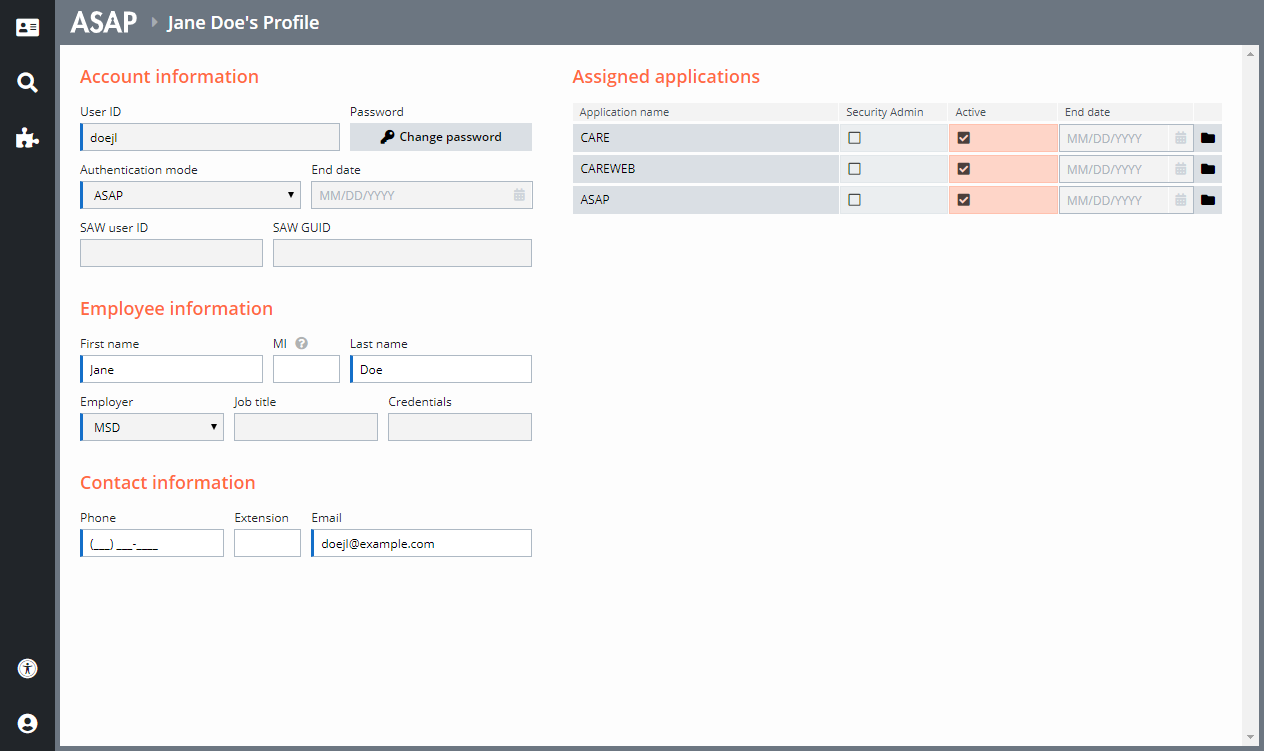 ASAP Jane Doe's Profile
Account information
User ID Password
doejl Change password
Authentication mode End date
ASAP MM/DD/YYYY
SAW user ID SAW GUID
Employee information
First name MI ? Last name
Jane Doe
Employer Job title Credentials
MSD
Contact information
Phone Extension Email
(___) ___-____ doejl@example.com
Assigned applications
Application name Security Admin Active End date
CARE MM/DD/YYYY
CAREWEB MM/DD/YYYY
ASAP MM/DD/YYYY